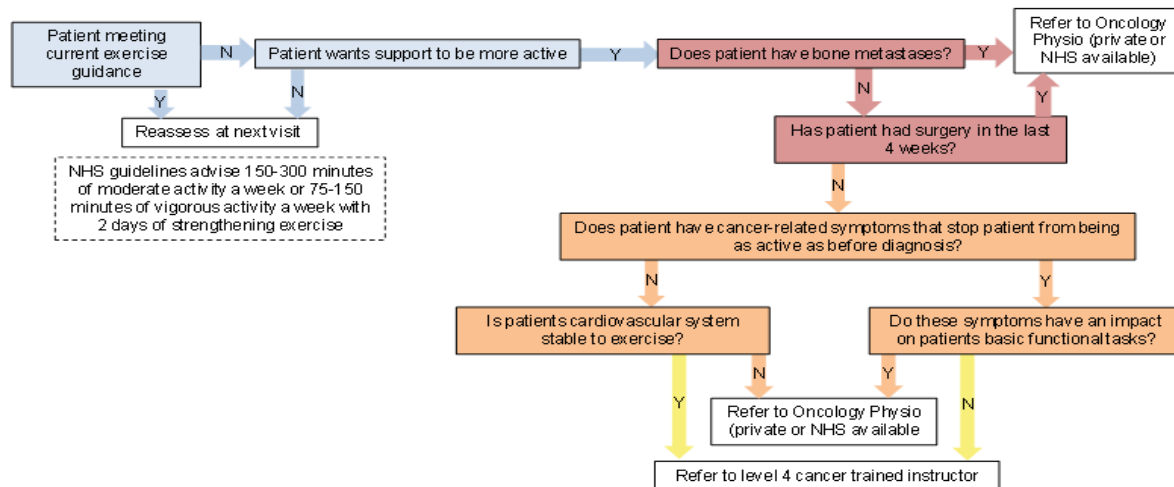 Patient meeting
current exercise
guidance
N
Patient wants support to be more active
Y
Does patient have bone metastases?
Y
Refer to Oncology
Physio (private or
NHS available)
Y
N
N
Y
Reassess at next visit
Has patient had surgery in the last
4 weeks?
NHS guidelines advise 150-300 minutes
of moderate activity a week or 75-150
minutes of vigorous activity a week with
2 days of strengthening exercise
N
Does patient have cancer-related symptoms that stop patient from being
as active as before diagnosis?
N
Y
Is patients cardiovascular system
stable to exercise?
Do these symptoms have an impact
on patients basic functional tasks?
Y
N
Y
N
Refer to Oncology Physio
(private or NHS available
Refer to level 4 cancer trained instructor